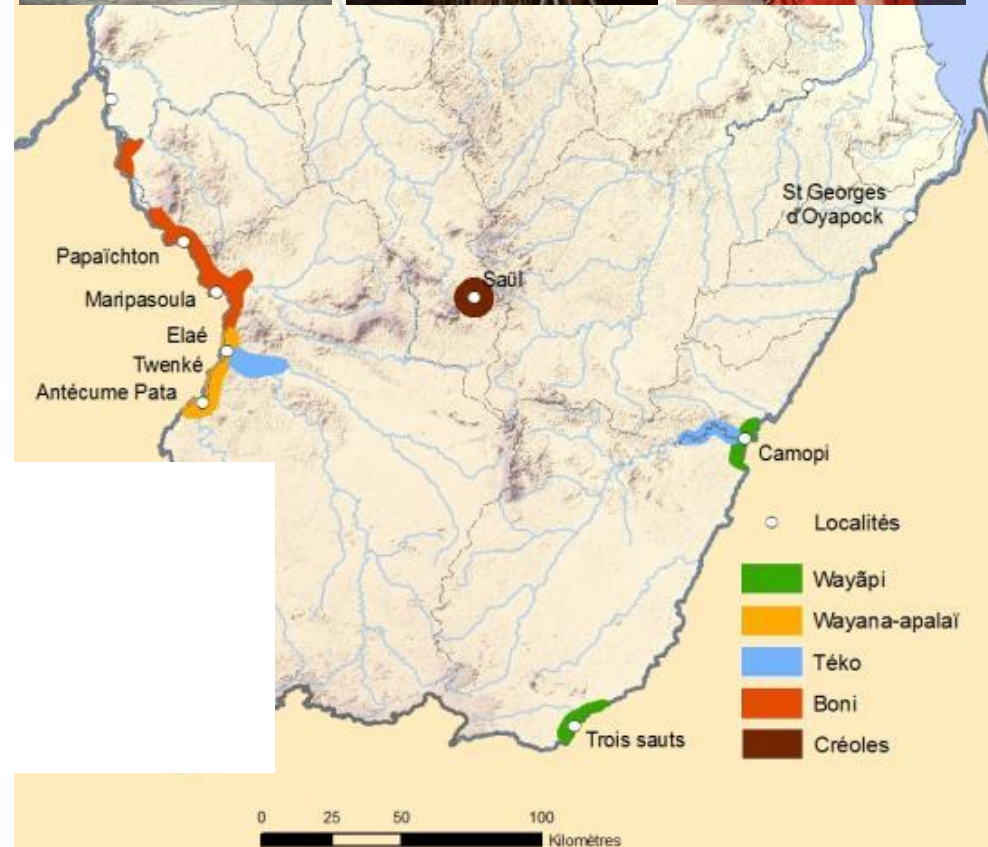 St Georges
d'Oyapock
Papaïchton
Saül
Maripasoula
Elaé
Twenké
Antécume Pata
Camopi
Localités
Wayãpi
Wayana-apalaï
Téko
Boni
Trois sauts
Créoles
0 25 50 100
Kilomètres